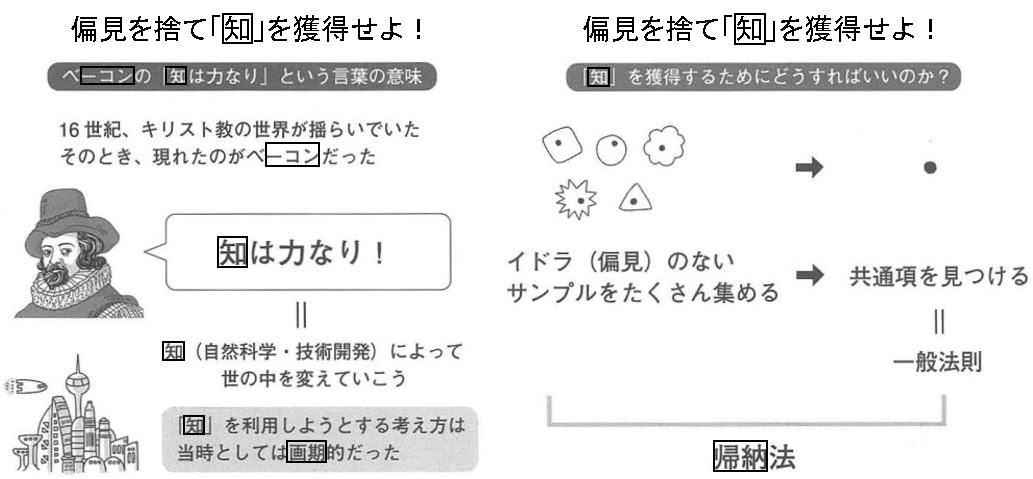 偏見を捨て「知」を獲得せよ！
ベーコンの「知は力なり」という言葉の意味
16世紀、キリスト教の世界が揺らいでいた
そのとき、現れたのがベーコンだった
知は力なり！
知（自然科学・技術開発）によって
世の中を変えていこう
「知」を利用しようとする考え方は
当時としては画期的だった
偏見を捨て「知」を獲得せよ！
「知」を獲得するためにどうすればいいのか？
イドラ（偏見）のない
サンプルをたくさん集める
共通項を見つける
一般法則
帰納法